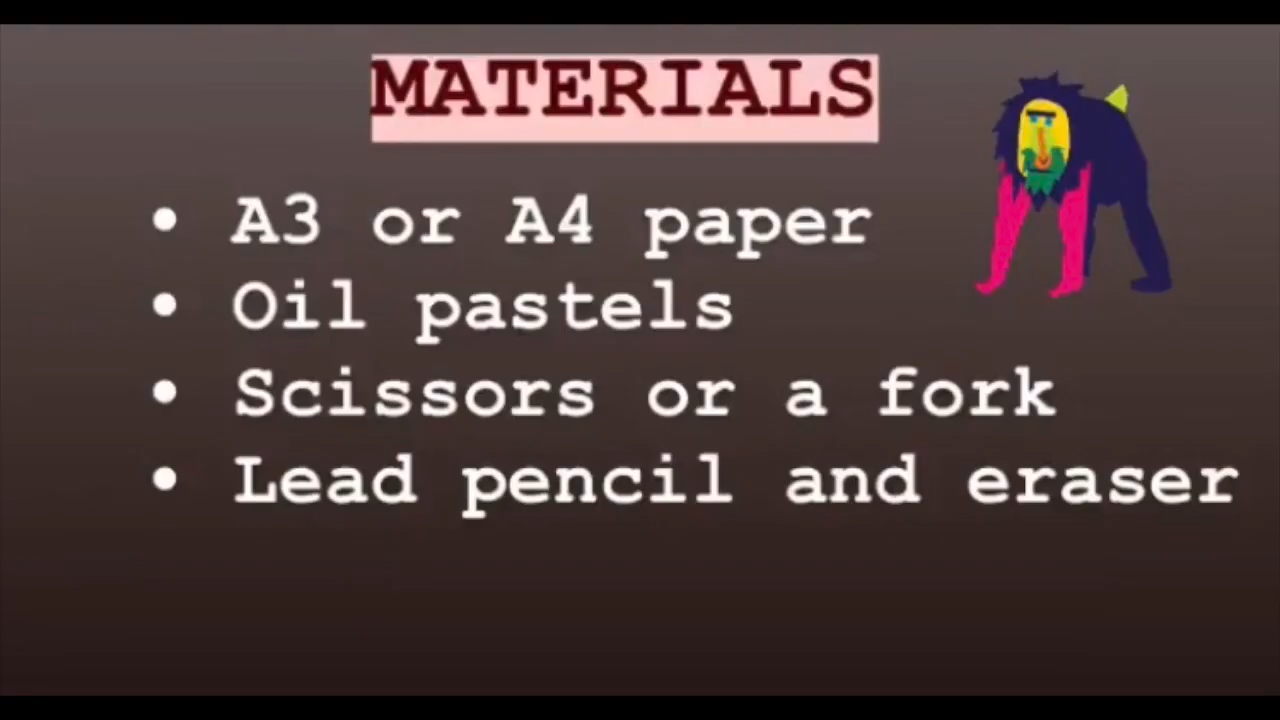 MATERIALS
• A3 or A4 paper
• Oil pastels
• Scissors or a fork
• Lead pencil and eraser